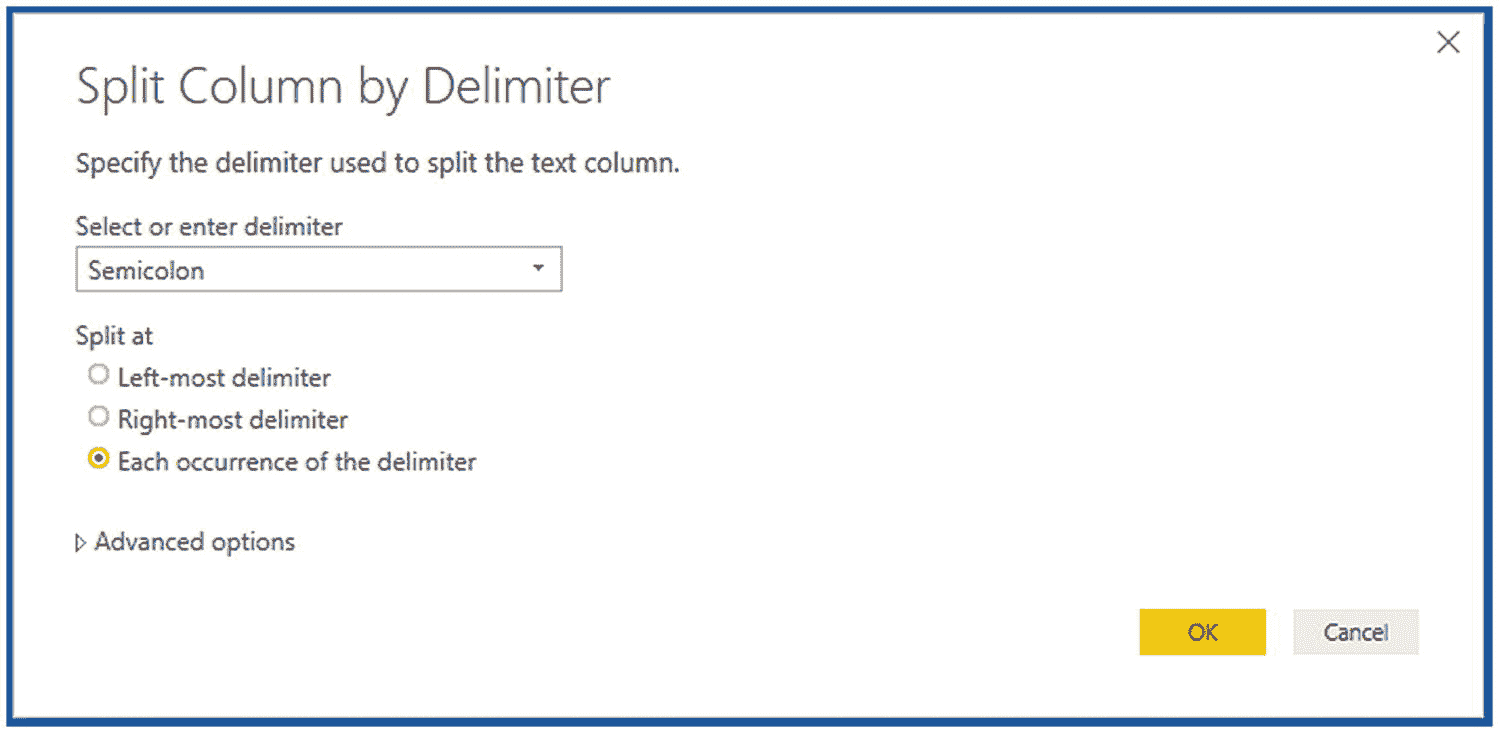 Split Column by Delimiter
Specify the delimiter used to split the text column.
Select or enter delimiter
Semicolon
Split at
Left-most delimiter
Right-most delimiter
Each occurrence of the delimiter
Advanced options
OK
Cancel